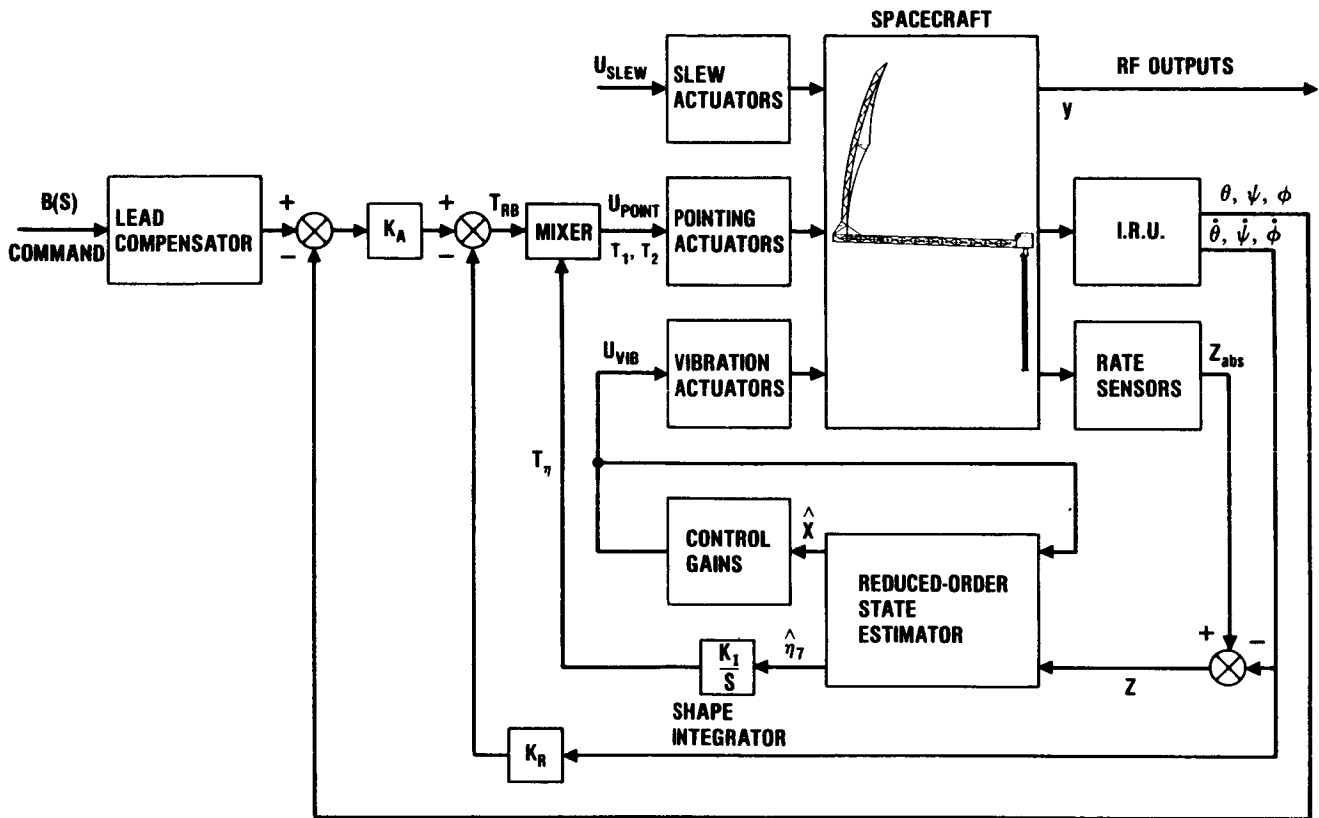 SPACECRAFT
U_SLEW
SLEW
ACTUATORS
RF OUTPUTS
y
B(S)
COMMAND
LEAD
COMPENSATOR
+
−
K_A
+
−
T_RB
MIXER
U_POINT
T_1, T_2
POINTING
ACTUATORS
I.R.U.
θ, ψ, ϕ
θ̇, ψ̇, ϕ̇
U_VIB
VIBRATION
ACTUATORS
RATE
SENSORS
Z_abs
T_η
CONTROL
GAINS
X̂
REDUCED-ORDER
STATE
ESTIMATOR
+
−
Z
η̂_7
K_I
S
SHAPE
INTEGRATOR
K_R